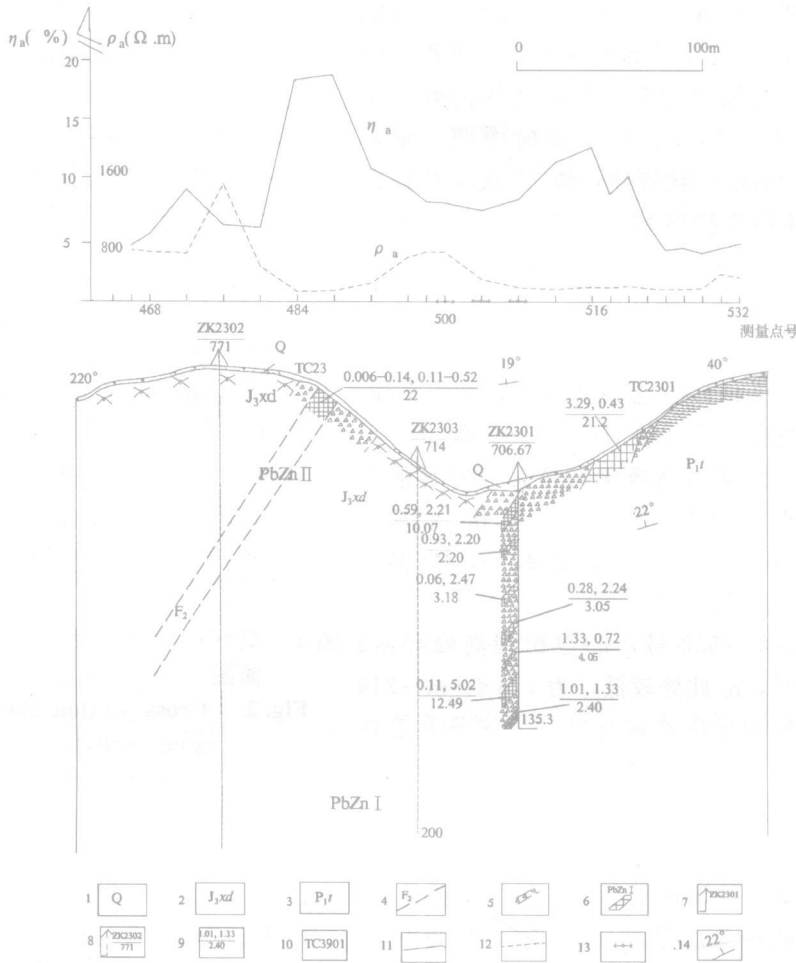 ηa( %) ρa(Ω.m)
0 100m
20
15
10
5
1600
800
ηa
ρa
468 484 500 516 532
测量点号
ZK2302
771
Q
TC23
19°
40°
220°
0.006-0.14, 0.11-0.52
22
TC2301
J3xd
3.29, 0.43
21.2
ZK2303
714
ZK2301
706.67
PbZnⅡ
Q
P1t
J3xd
0.59, 2.21
10.07
22°
0.93, 2.20
2.20
0.06, 2.47
3.18
0.28, 2.24
3.05
F2
1.33, 0.72
4.05
0.11, 5.02
12.49
1.01, 1.33
2.40
135.3
PbZnⅠ
200
1 Q 2 J3xd 3 P1t 4 F2 5 6 PbZnⅠ 7 ZK2301
8 ZK2302
771
9 1.01, 1.33
2.40
10 TC3901 11 12 13 14 22°